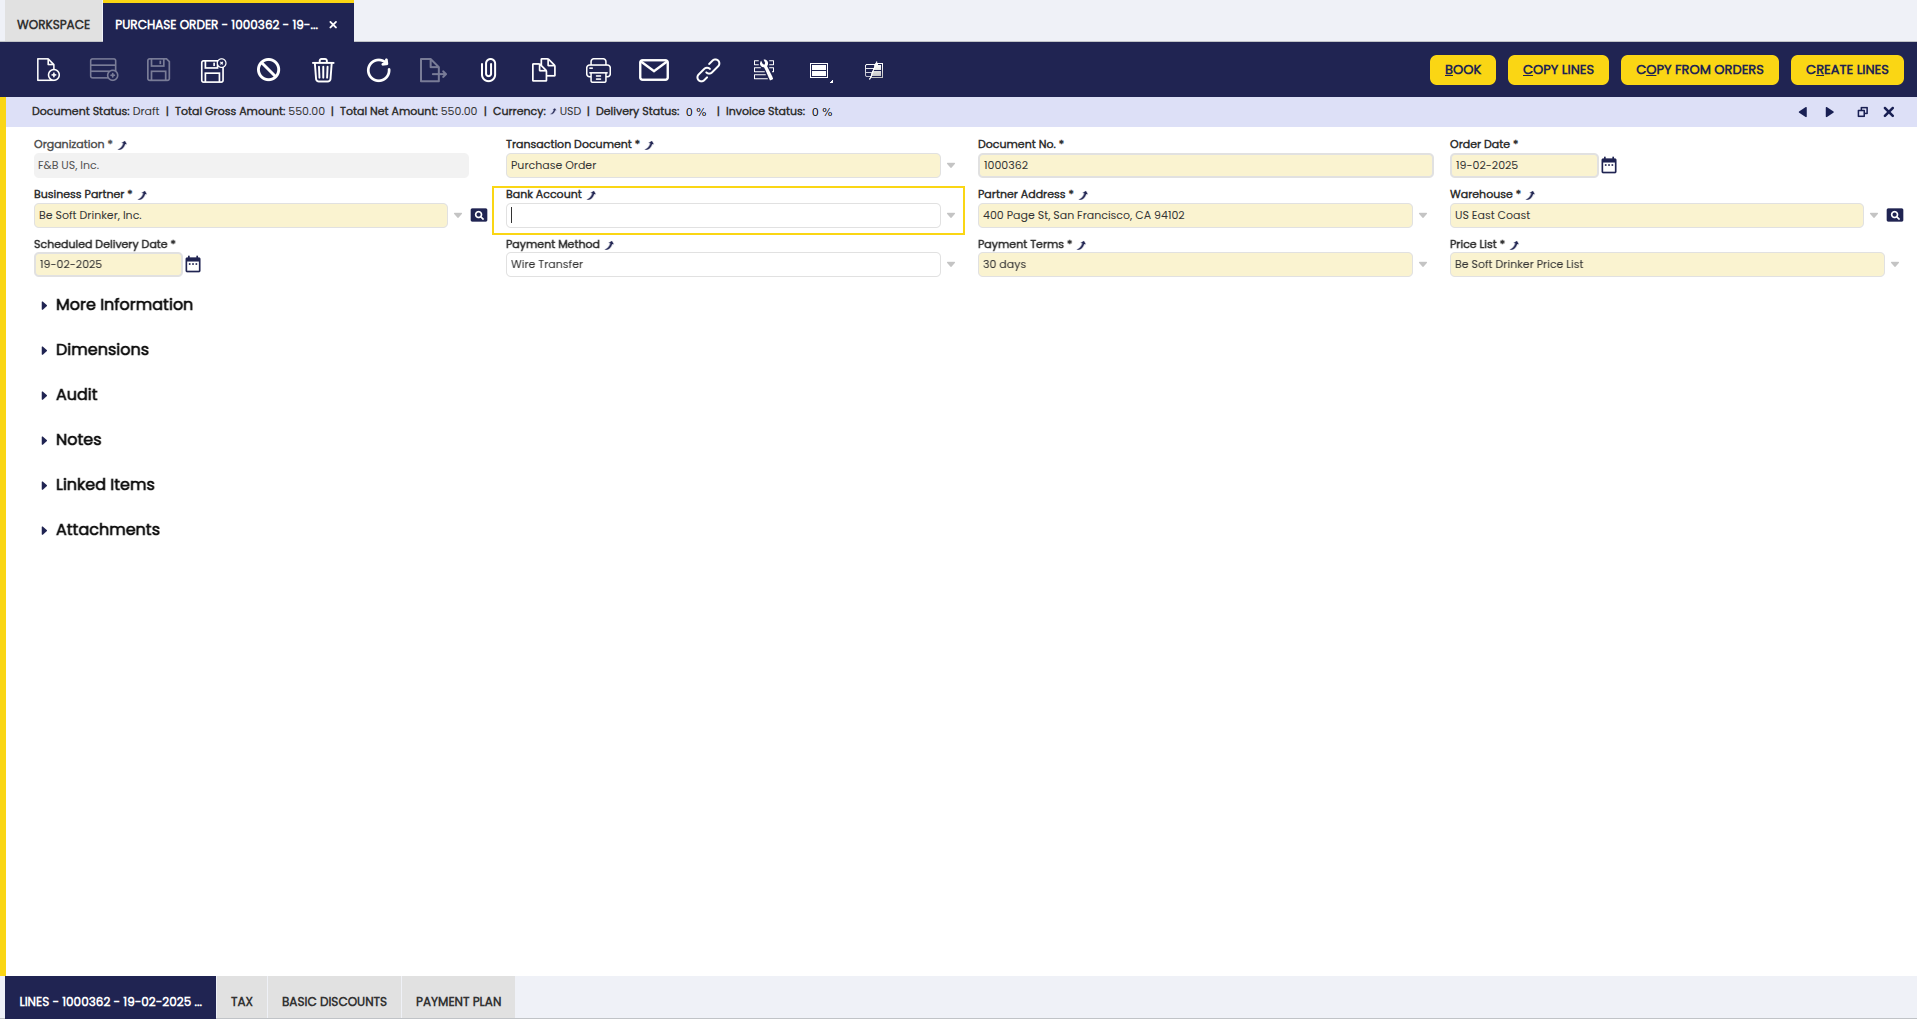 WORKSPACE
PURCHASE ORDER - 1000362 - 19-...
BOOK
COPY LINES
COPY FROM ORDERS
CREATE LINES
Document Status: Draft | Total Gross Amount: 550.00 | Total Net Amount: 550.00 | Currency: USD | Delivery Status: 0 % | Invoice Status: 0 %
Organization *
F&B US, Inc.
Transaction Document *
Purchase Order
Document No. *
1000362
Order Date *
19-02-2025
Business Partner *
Be Soft Drinker, Inc.
Bank Account
Partner Address *
400 Page St, San Francisco, CA 94102
Warehouse *
US East Coast
Scheduled Delivery Date *
19-02-2025
Payment Method
Wire Transfer
Payment Terms *
30 days
Price List *
Be Soft Drinker Price List
More Information
Dimensions
Audit
Notes
Linked Items
Attachments
LINES - 1000362 - 19-02-2025 ...
TAX
BASIC DISCOUNTS
PAYMENT PLAN